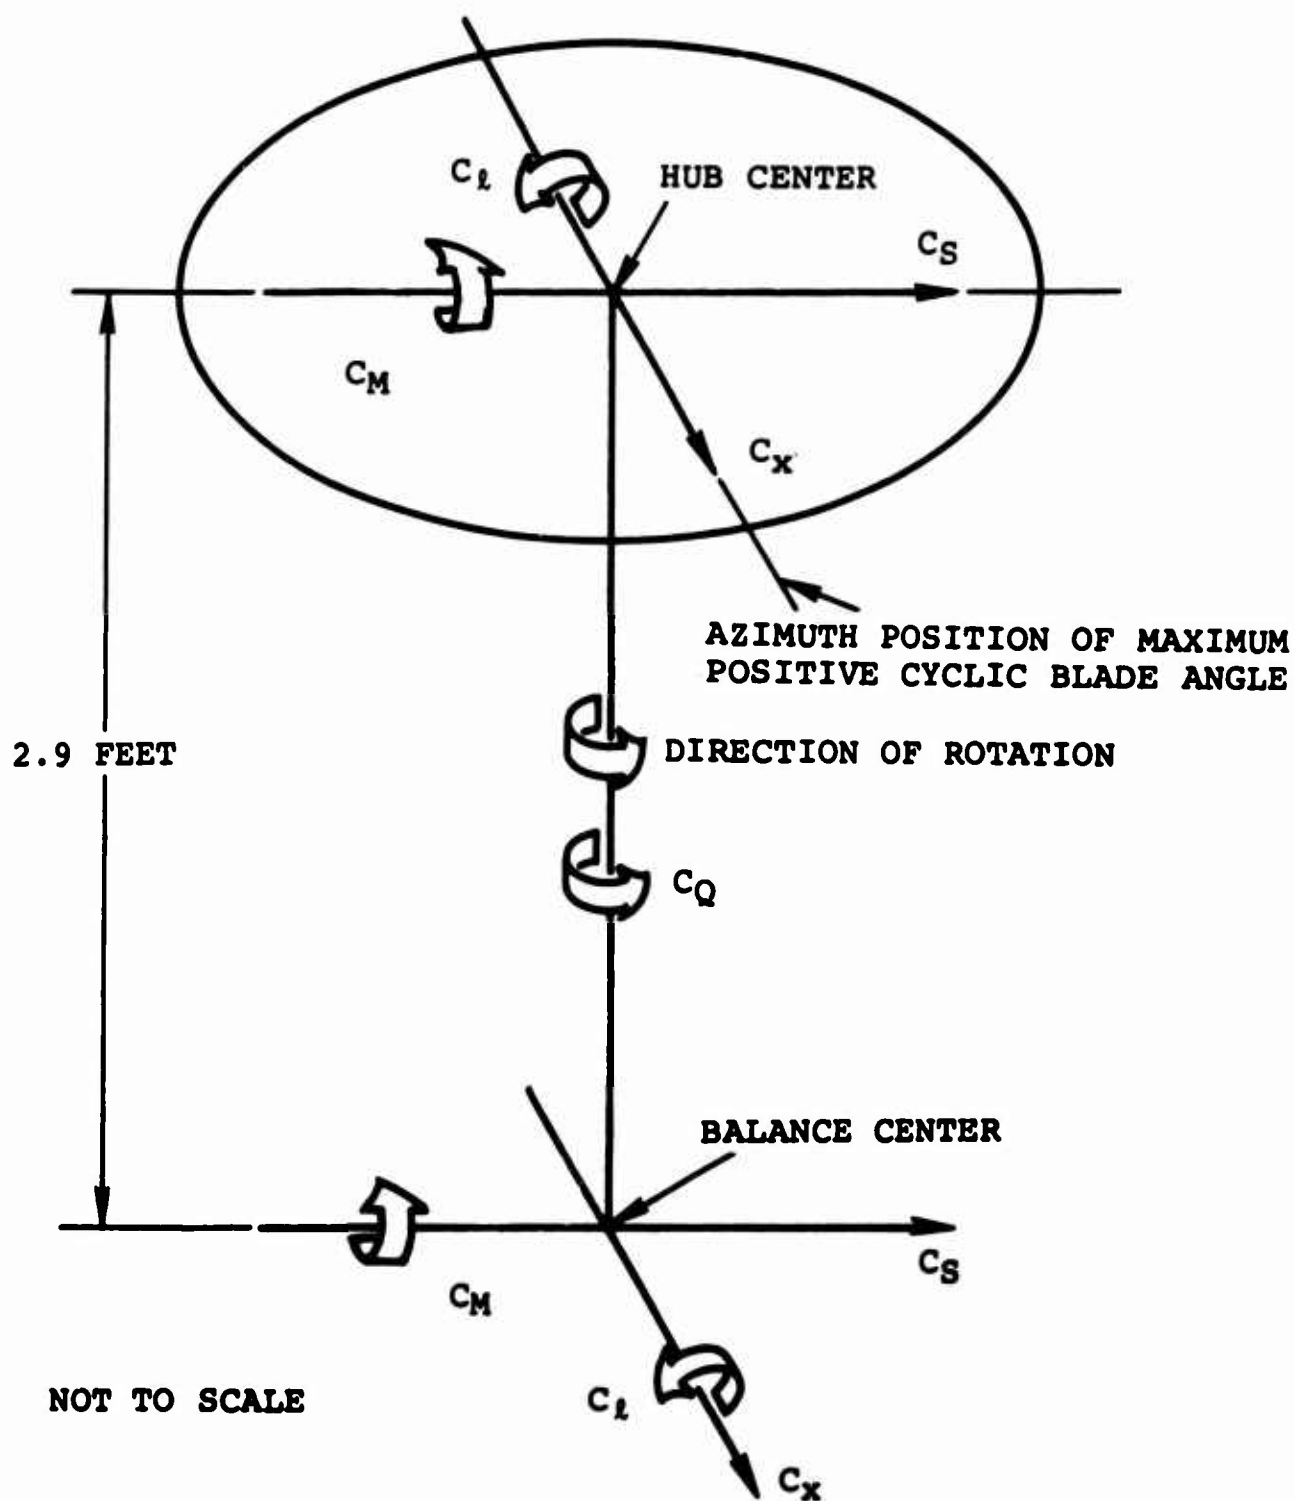 Cℓ
HUB CENTER
CS
CM
Cx
AZIMUTH POSITION OF MAXIMUM
POSITIVE CYCLIC BLADE ANGLE
2.9 FEET
DIRECTION OF ROTATION
CQ
BALANCE CENTER
CS
CM
NOT TO SCALE
Cℓ
Cx